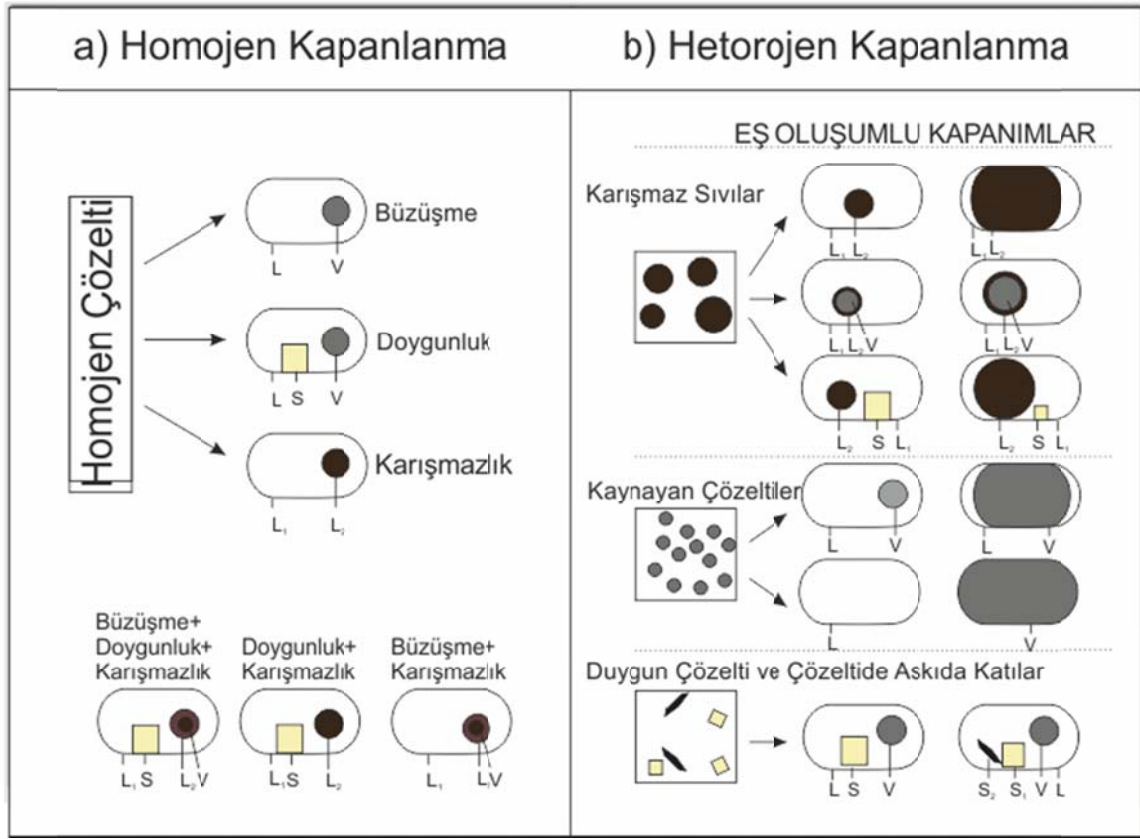 a) Homojen Kapanlanma
b) Hetorojen Kapanlanma
Homojen Çözelti
Büzüşme
L V
Doygunluk
L S V
Karışmazlık
L₁ L₂
Büzüşme+
Doygunluk+
Karışmazlık
L₁ S L₂ V
Doygunluk+
Karışmazlık
L₁ S L₂
Büzüşme+
Karışmazlık
L₁ L V
EŞ OLUŞUMLU KAPANIMLAR
Karışmaz Sıvılar
L₁ L₂
L₁ L₂
L₁ L₂ V
L₁ L₂ V
L₂ S L₁
L₂ S L₁
Kaynayan Çözeltiler
L V
L V
L
V
Duygun Çözelti ve Çözeltide Askıda Katılar
L S V
S₂ S₁ V L